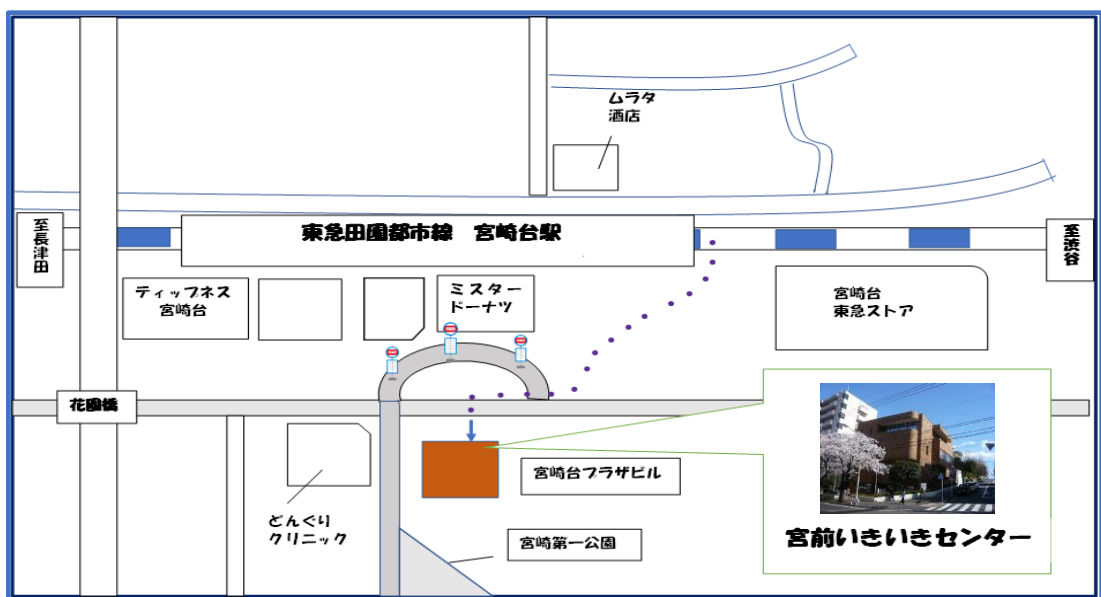 ムラタ
酒店
至長津田
東急田園都市線 宮崎台駅
至渋谷
ティップネス
宮崎台
ミスター
ドーナツ
宮崎台
東急ストア
花園橋
宮崎台プラザビル
どんぐり
クリニック
宮崎第一公園
宮前いきいきセンター